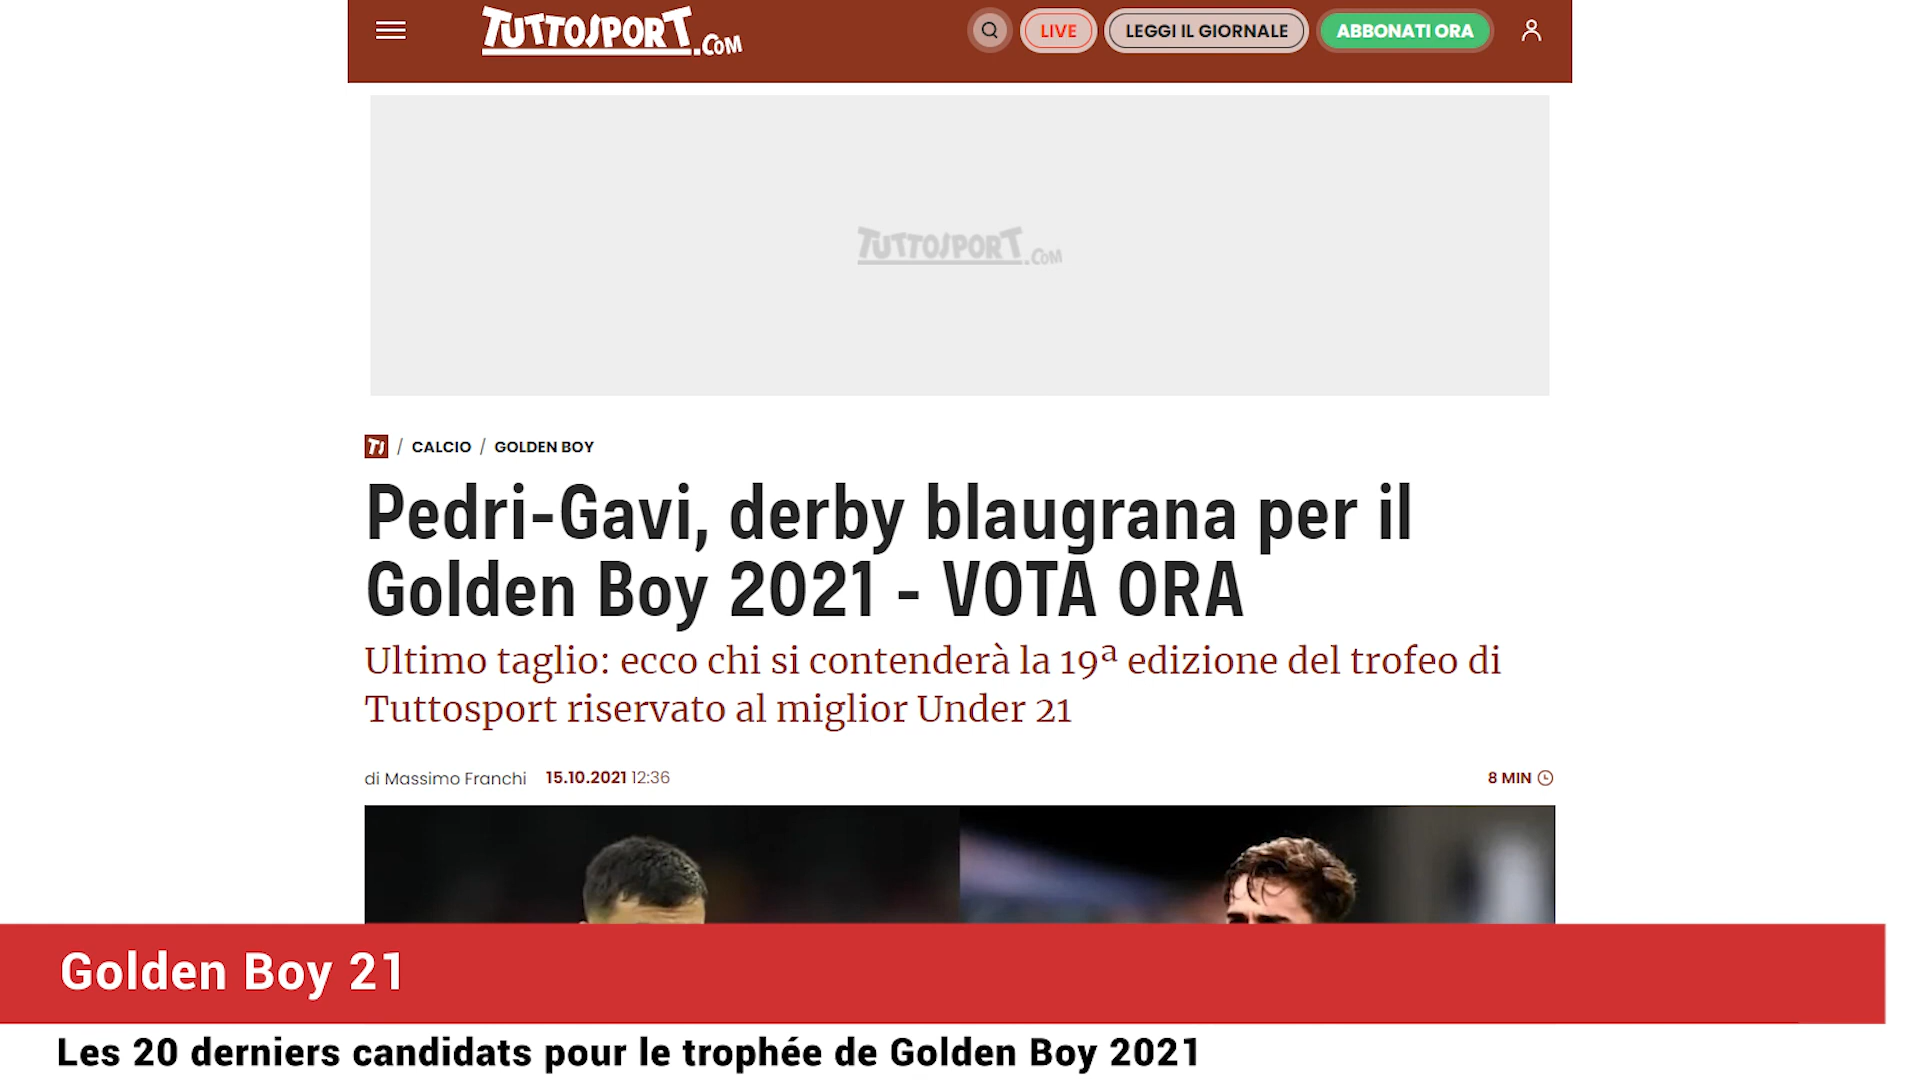 TUTTOSPORT.COM
LIVE
LEGGI IL GIORNALE
ABBONATI ORA
TUTTOSPORT.COM
TS / CALCIO / GOLDEN BOY
Pedri-Gavi, derby blaugrana per il
Golden Boy 2021 - VOTA ORA
Ultimo taglio: ecco chi si contenderà la 19ª edizione del trofeo di
Tuttosport riservato al miglior Under 21
di Massimo Franchi 15.10.2021 12:36
8 MIN
Golden Boy 21
Les 20 derniers candidats pour le trophée de Golden Boy 2021